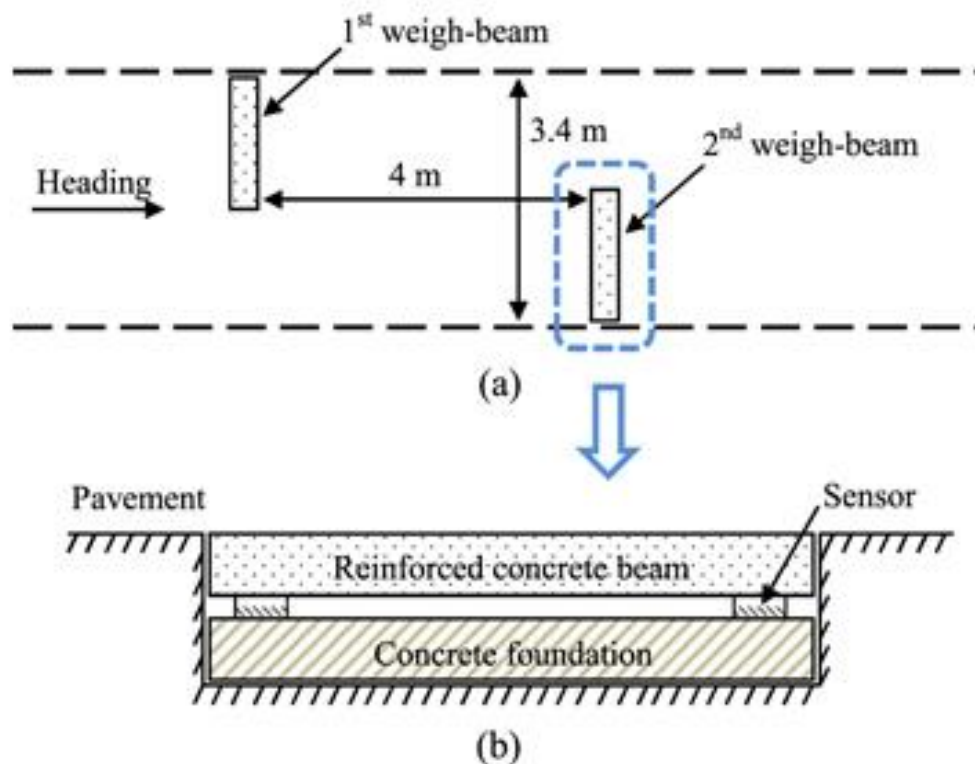 1st weigh-beam
3.4 m
2nd weigh-beam
4 m
Heading
(a)
Pavement
Sensor
Reinforced concrete beam
Concrete foundation
(b)